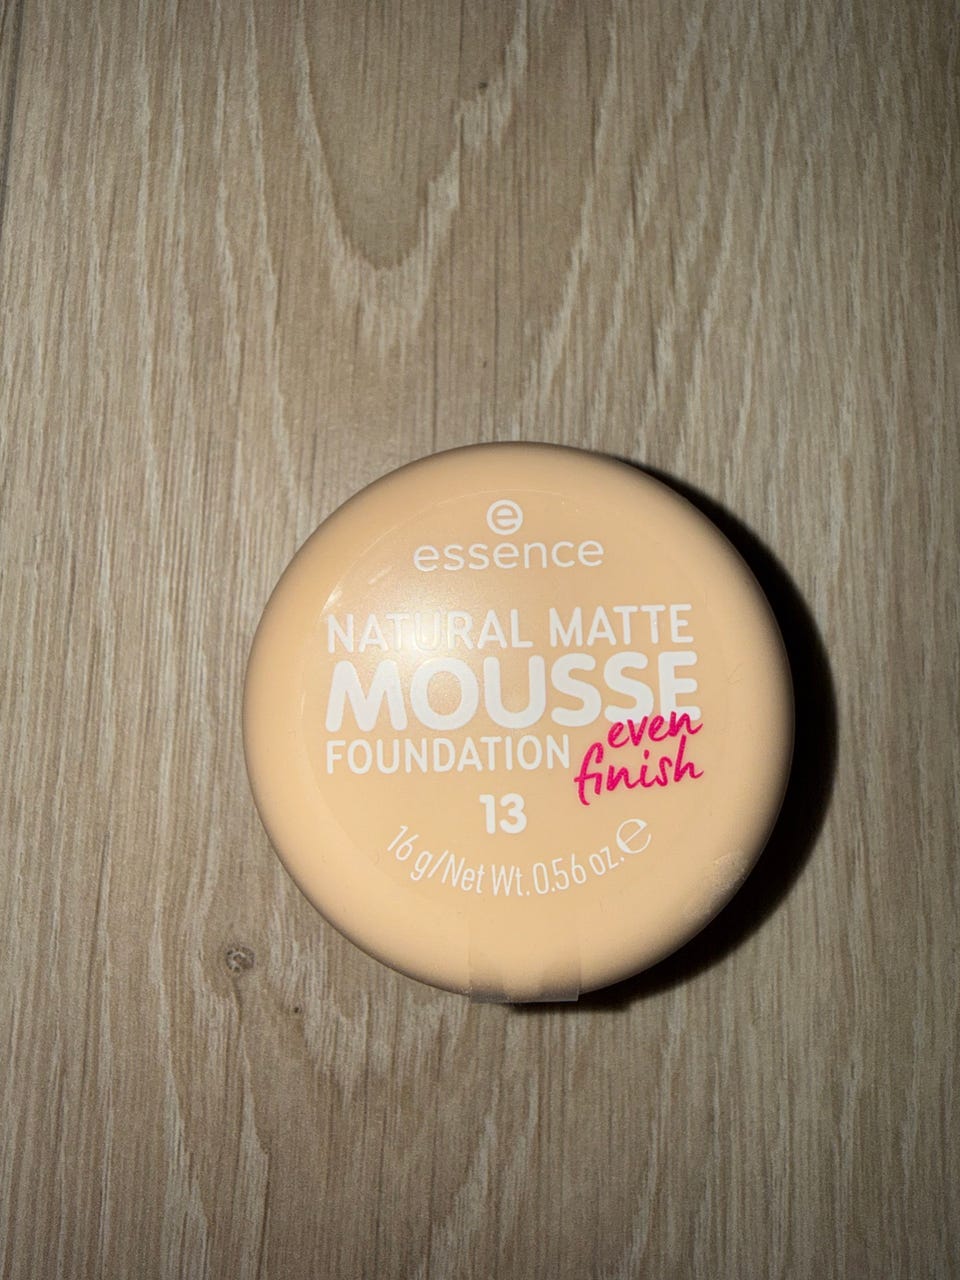 e
essence
NATURAL MATTE
MOUSSE
FOUNDATION
even
finish
13
16 g/Net Wt. 0.56 oz. ℮